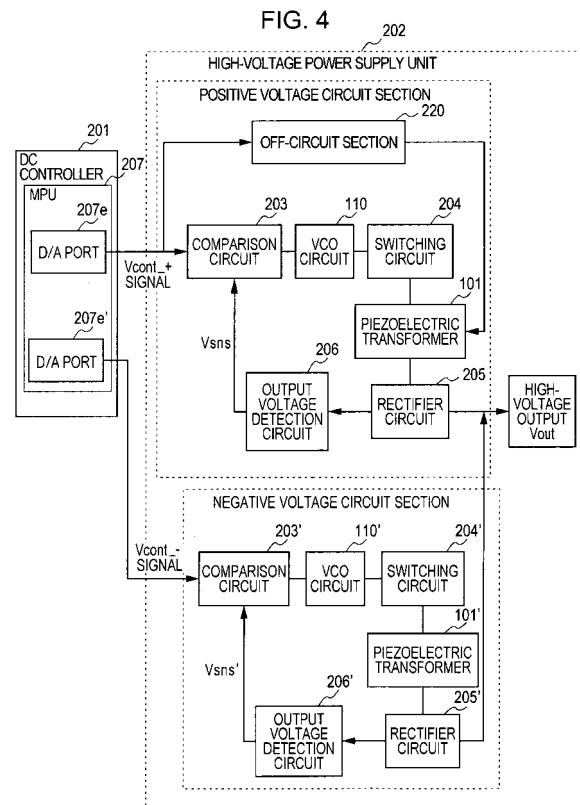 FIG. 4
202
HIGH-VOLTAGE POWER SUPPLY UNIT
POSITIVE VOLTAGE CIRCUIT SECTION
220
OFF-CIRCUIT SECTION
201
DC
CONTROLLER
207
MPU
207e
D/A PORT
Vcont_+
SIGNAL
207e'
D/A PORT
203
COMPARISON
CIRCUIT
110
VCO
CIRCUIT
204
SWITCHING
CIRCUIT
101
PIEZOELECTRIC
TRANSFORMER
Vsns
206
OUTPUT
VOLTAGE
DETECTION
CIRCUIT
205
RECTIFIER
CIRCUIT
HIGH-
VOLTAGE
OUTPUT
Vout
NEGATIVE VOLTAGE CIRCUIT SECTION
Vcont_-
SIGNAL
203'
COMPARISON
CIRCUIT
110'
VCO
CIRCUIT
204'
SWITCHING
CIRCUIT
101'
PIEZOELECTRIC
TRANSFORMER
Vsns'
206'
OUTPUT
VOLTAGE
DETECTION
CIRCUIT
205'
RECTIFIER
CIRCUIT